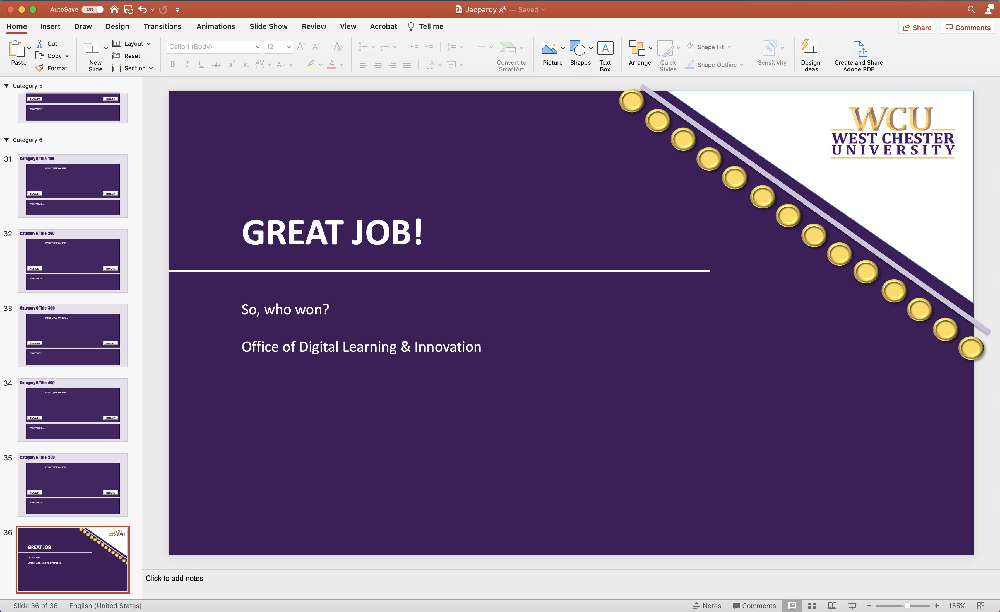 AutoSave ON
Jeopardy — Saved
Home Insert Draw Design Transitions Animations Slide Show Review View Acrobat Tell me
Share Comments
Paste
Cut
Copy
Format
New Slide
Layout
Reset
Section
Calibri (Body) 12
Convert to SmartArt
Picture
Shapes
Text Box
Arrange
Quick Styles
Shape Fill
Shape Outline
Sensitivity
Design Ideas
Create and Share Adobe PDF
Category 5
ANSWER BOARD
WHAT/WHO IS ....
Category 6
31
Category 6 Title: 100
INSERT QUESTION HERE...
ANSWER BOARD
WHAT/WHO IS ....
32
Category 6 Title: 200
INSERT QUESTION HERE...
ANSWER BOARD
WHAT/WHO IS ....
33
Category 6 Title: 300
INSERT QUESTION HERE...
ANSWER BOARD
WHAT/WHO IS ....
34
Category 6 Title: 400
INSERT QUESTION HERE...
ANSWER BOARD
WHAT/WHO IS ....
35
Category 6 Title: 500
INSERT QUESTION HERE...
ANSWER BOARD
WHAT/WHO IS ....
36
WCU
WEST CHESTER
UNIVERSITY
GREAT JOB!
So, who won?
Office of Digital Learning & Innovation
WCU
WEST CHESTER
UNIVERSITY
GREAT JOB!
So, who won?
Office of Digital Learning & Innovation
Click to add notes
Slide 36 of 36 English (United States)
Notes Comments 155%